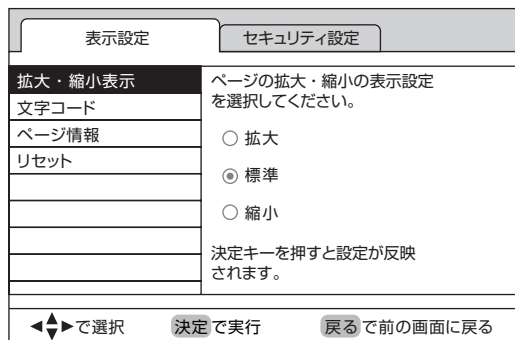 表示設定
セキュリティ設定
拡大・縮小表示
文字コード
ページ情報
リセット
ページの拡大・縮小の表示設定
を選択してください。
拡大
標準
縮小
決定キーを押すと設定が反映
されます。
で選択 決定で実行 戻るで前の画面に戻る